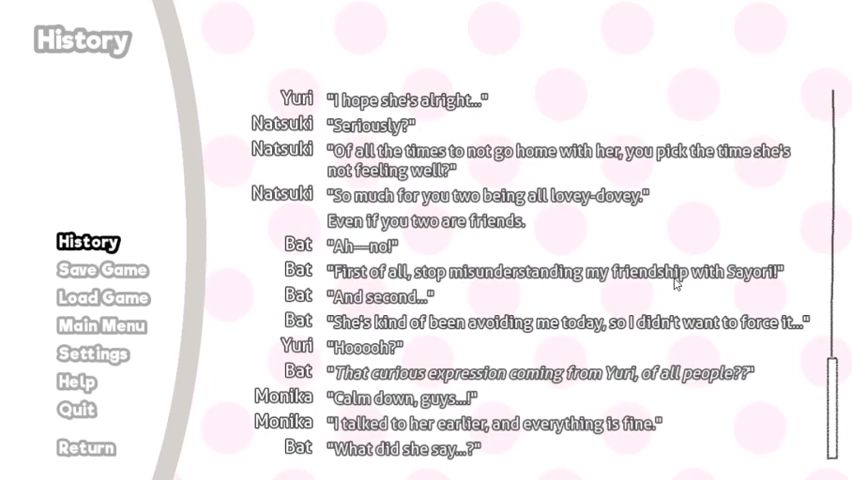 History
Yuri "I hope she's alright..."
Natsuki "Seriously?"
Natsuki "Of all the times to not go home with her, you pick the time she's
not feeling well?"
Natsuki "So much for you two being all lovey-dovey."
Even if you two are friends.
Bat "Ah—no!"
Bat "First of all, stop misunderstanding my friendship with Sayori!"
Bat "And second..."
Bat "She's kind of been avoiding me today, so I didn't want to force it..."
Yuri "Hooooh?"
Bat "That curious expression coming from Yuri, of all people??"
Monika "Calm down, guys...!"
Monika "I talked to her earlier, and everything is fine."
Bat "What did she say...?"
History
Save Game
Load Game
Main Menu
Settings
Help
Quit
Return